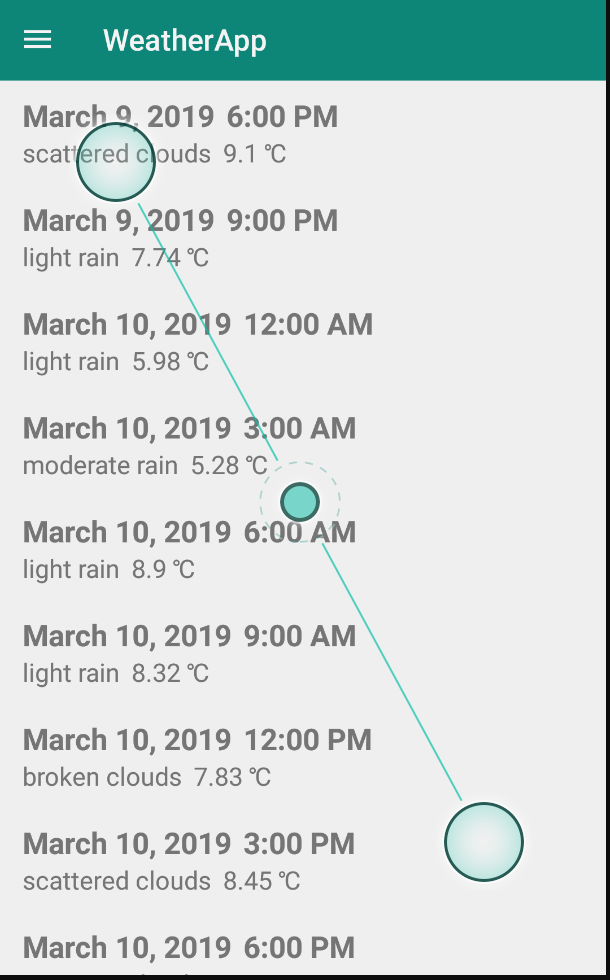 WeatherApp
March 9, 2019 6:00 PM
scattered clouds 9.1 ℃
March 9, 2019 9:00 PM
light rain 7.74 ℃
March 10, 2019 12:00 AM
light rain 5.98 ℃
March 10, 2019 3:00 AM
moderate rain 5.28 ℃
March 10, 2019 6:00 AM
light rain 8.9 ℃
March 10, 2019 9:00 AM
light rain 8.32 ℃
March 10, 2019 12:00 PM
broken clouds 7.83 ℃
March 10, 2019 3:00 PM
scattered clouds 8.45 ℃
March 10, 2019 6:00 PM